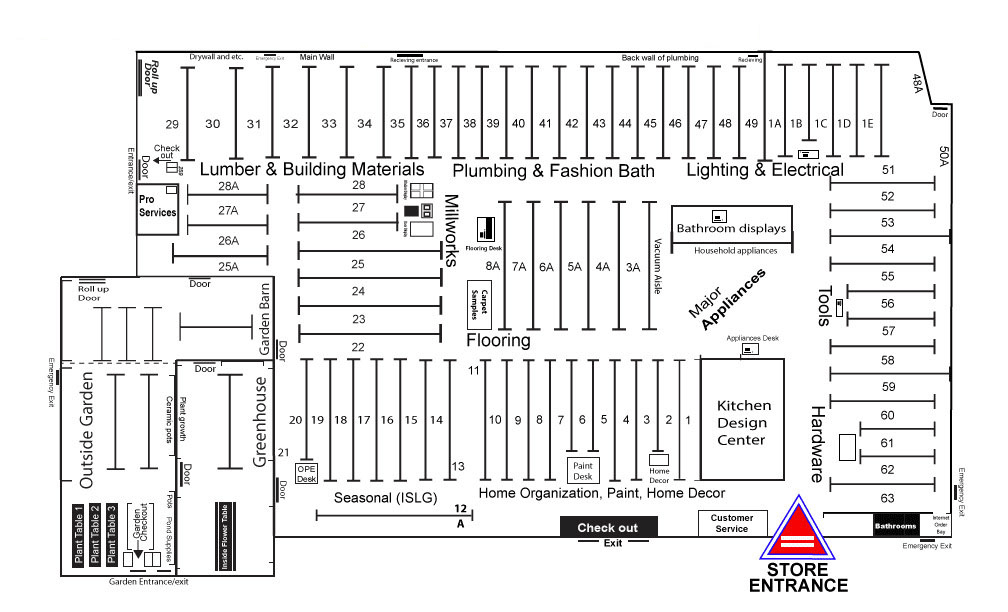 Drywall and etc.
Emergency Exit
Main Wall
Recieving entrance
Back wall of plumbing
Recieving
Roll up
Door
48A
Door
29
30
31
32
33
34
35
36
37
38
39
40
41
42
43
44
45
46
47
48
49
1A
1B
1C
1D
1E
50A
Entrance/exit
Door
Check
out
Lumber & Building Materials
Plumbing & Fashion Bath
Lighting & Electrical
Pro
Services
28A
27A
26A
25A
28
27
26
25
24
23
22
Millworks
Flooring Desk
8A
7A
6A
5A
4A
3A
Vacuum Aisle
Carpet
Samples
Flooring
Bathroom displays
Household appliances
Major
Appliances
Appliances Desk
Tools
51
52
53
54
55
56
57
58
59
60
61
62
63
Hardware
Roll up
Door
Door
Garden Barn
Door
Emergency Exit
Outside Garden
Door
Ceramic pots
Plant growth
Greenhouse
Door
Door
Plant Table 1
Plant Table 2
Plant Table 3
Garden
Checkout
Pots
Pond Supplies
Inside Flower Table
Garden Entrance/exit
21
20
19
18
17
16
15
14
13
11
10
9
8
7
6
5
4
3
2
1
OPE
Desk
Paint
Desk
Home
Decor
Kitchen
Design
Center
Seasonal (ISLG)
Home Organization, Paint, Home Decor
12
A
Check out
Exit
Customer
Service
STORE
ENTRANCE
Bathrooms
Internet
Order
Bay
Emergency Exit
Emergency Exit